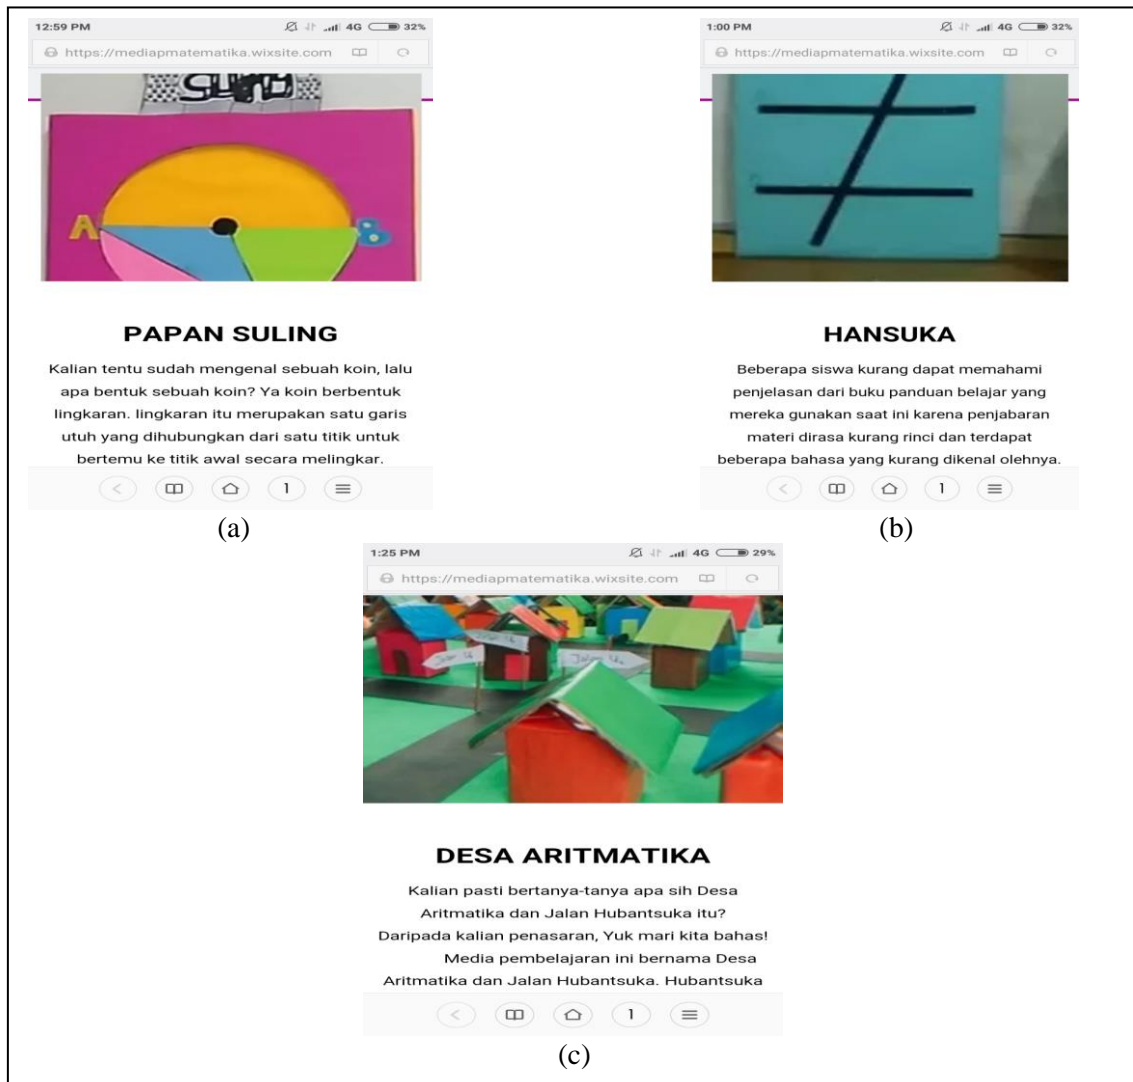 12:59 PM
4G
32%
https://mediapmatematika.wixsite.com
A
B
PAPAN SULING
Kalian tentu sudah mengenal sebuah koin, lalu
apa bentuk sebuah koin? Ya koin berbentuk
lingkaran. lingkaran itu merupakan satu garis
utuh yang dihubungkan dari satu titik untuk
bertemu ke titik awal secara melingkar.
1
(a)
1:00 PM
4G
32%
https://mediapmatematika.wixsite.com
≠
HANSUKA
Beberapa siswa kurang dapat memahami
penjelasan dari buku panduan belajar yang
mereka gunakan saat ini karena penjabaran
materi dirasa kurang rinci dan terdapat
beberapa bahasa yang kurang dikenal olehnya.
1
(b)
1:25 PM
4G
29%
https://mediapmatematika.wixsite.com
DESA ARITMATIKA
Kalian pasti bertanya-tanya apa sih Desa
Aritmatika dan Jalan Hubantsuka itu?
Daripada kalian penasaran, Yuk mari kita bahas!
Media pembelajaran ini bernama Desa
Aritmatika dan Jalan Hubantsuka. Hubantsuka
1
(c)